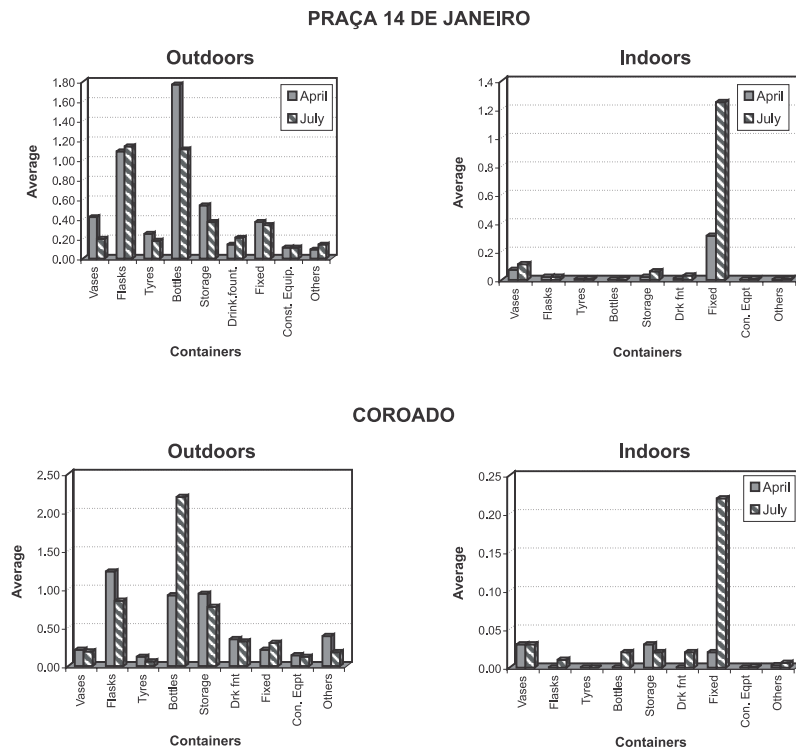 PRAÇA 14 DE JANEIRO
Outdoors
Average
1.80
1.60
1.40
1.20
1.00
0.80
0.60
0.40
0.20
0.00
April
July
Vases
Flasks
Tyres
Bottles
Storage
Drink.fount.
Fixed
Const. Equip.
Others
Containers
Indoors
Average
1.4
1.2
1
0.8
0.6
0.4
0.2
0
April
July
Vases
Flasks
Tyres
Bottles
Storage
Drk fnt
Fixed
Con. Eqpt
Others
Containers
COROADO
Outdoors
Average
2.50
2.00
1.50
1.00
0.50
0.00
Vases
Flasks
Tyres
Bottles
Storage
Drk fnt
Fixed
Con. Eqpt
Others
Containers
Indoors
Average
0.25
0.20
0.15
0.10
0.05
0.00
April
July
Vases
Flasks
Tyres
Bottles
Storage
Drk fnt
Fixed
Con. Eqpt
Others
Containers